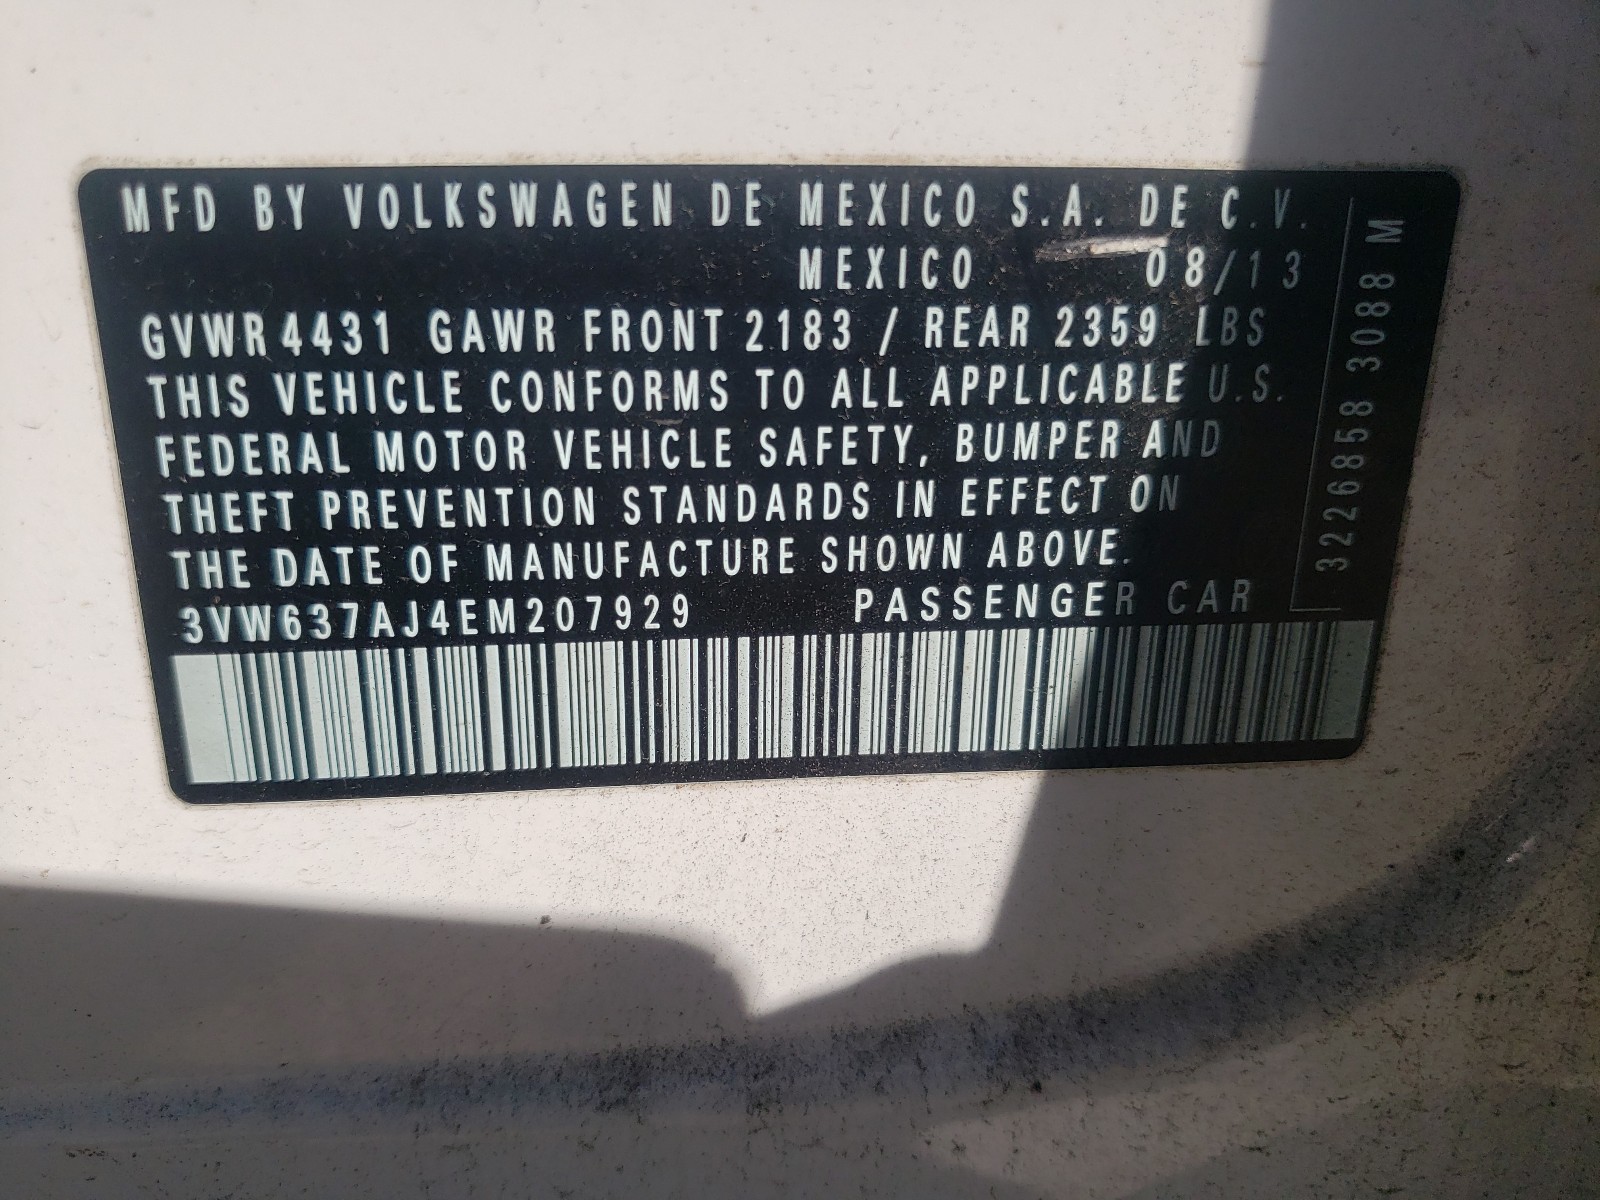 MFD BY VOLKSWAGEN DE MEXICO S.A. DE C.V.
MEXICO 08/13
GVWR 4431 GAWR FRONT 2183 / REAR 2359 LBS
THIS VEHICLE CONFORMS TO ALL APPLICABLE U.S.
FEDERAL MOTOR VEHICLE SAFETY, BUMPER AND
THEFT PREVENTION STANDARDS IN EFFECT ON
THE DATE OF MANUFACTURE SHOWN ABOVE.
3VW637AJ4EM207929 PASSENGER CAR
3226858 3088 M